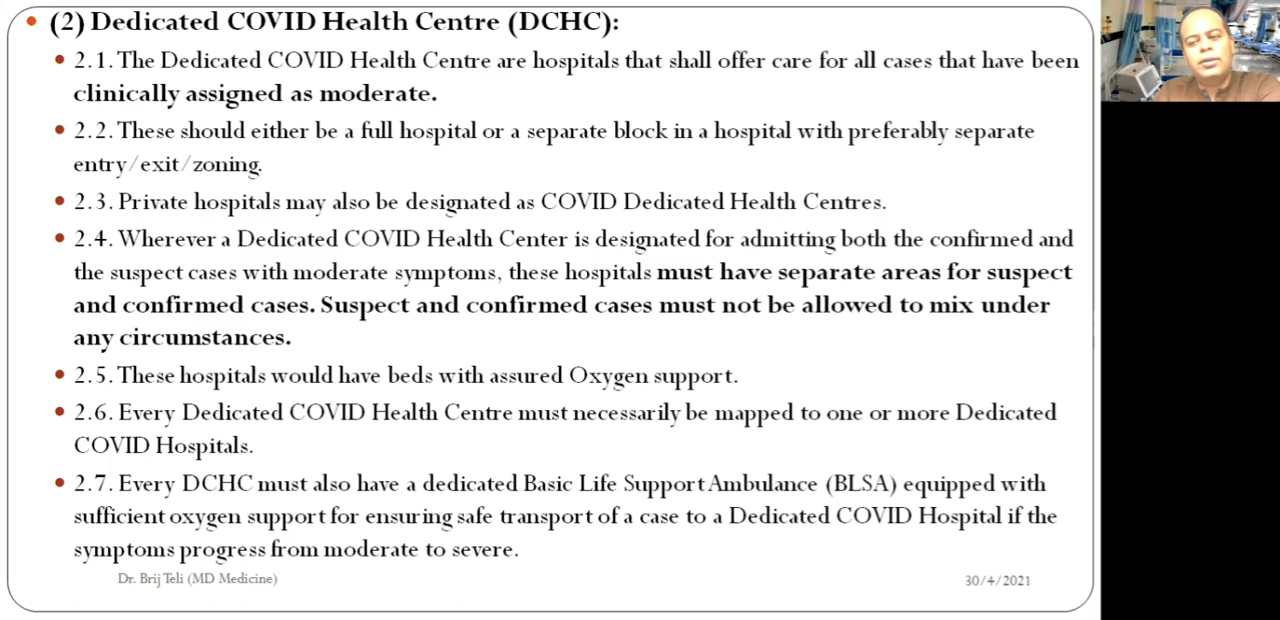 (2) Dedicated COVID Health Centre (DCHC):
2.1. The Dedicated COVID Health Centre are hospitals that shall offer care for all cases that have been
clinically assigned as moderate.
2.2. These should either be a full hospital or a separate block in a hospital with preferably separate
entry/exit/zoning.
2.3. Private hospitals may also be designated as COVID Dedicated Health Centres.
2.4. Wherever a Dedicated COVID Health Center is designated for admitting both the confirmed and
the suspect cases with moderate symptoms, these hospitals must have separate areas for suspect
and confirmed cases. Suspect and confirmed cases must not be allowed to mix under
any circumstances.
2.5. These hospitals would have beds with assured Oxygen support.
2.6. Every Dedicated COVID Health Centre must necessarily be mapped to one or more Dedicated
COVID Hospitals.
2.7. Every DCHC must also have a dedicated Basic Life Support Ambulance (BLSA) equipped with
sufficient oxygen support for ensuring safe transport of a case to a Dedicated COVID Hospital if the
symptoms progress from moderate to severe.
Dr. Brij Teli (MD Medicine)
30/4/2021